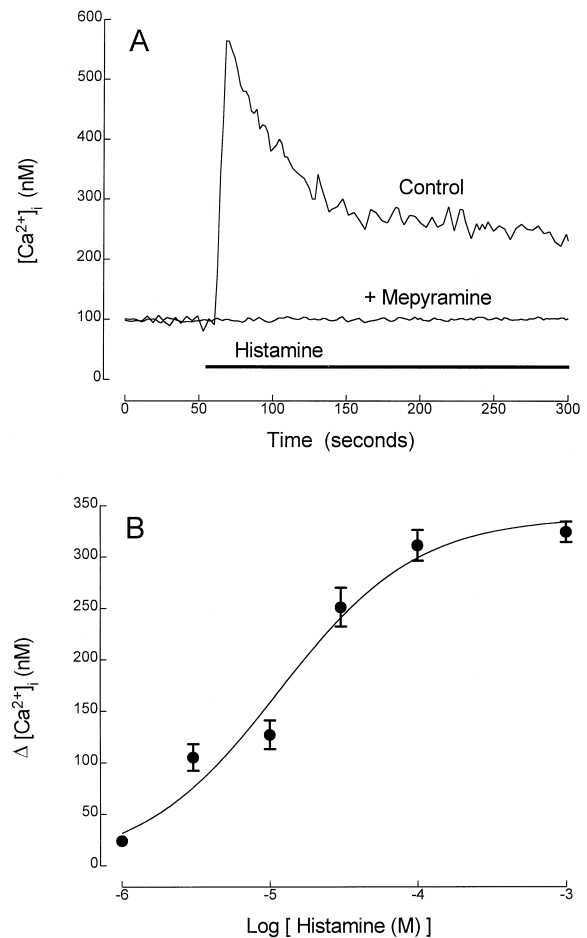 A
600
500
400
300
200
100
0
[Ca2+]i (nM)
Control
+ Mepyramine
Histamine
0 50 100 150 200 250 300
Time (seconds)
B
350
300
250
200
150
100
50
0
Δ [Ca2+]i (nM)
-6 -5 -4 -3
Log [ Histamine (M) ]